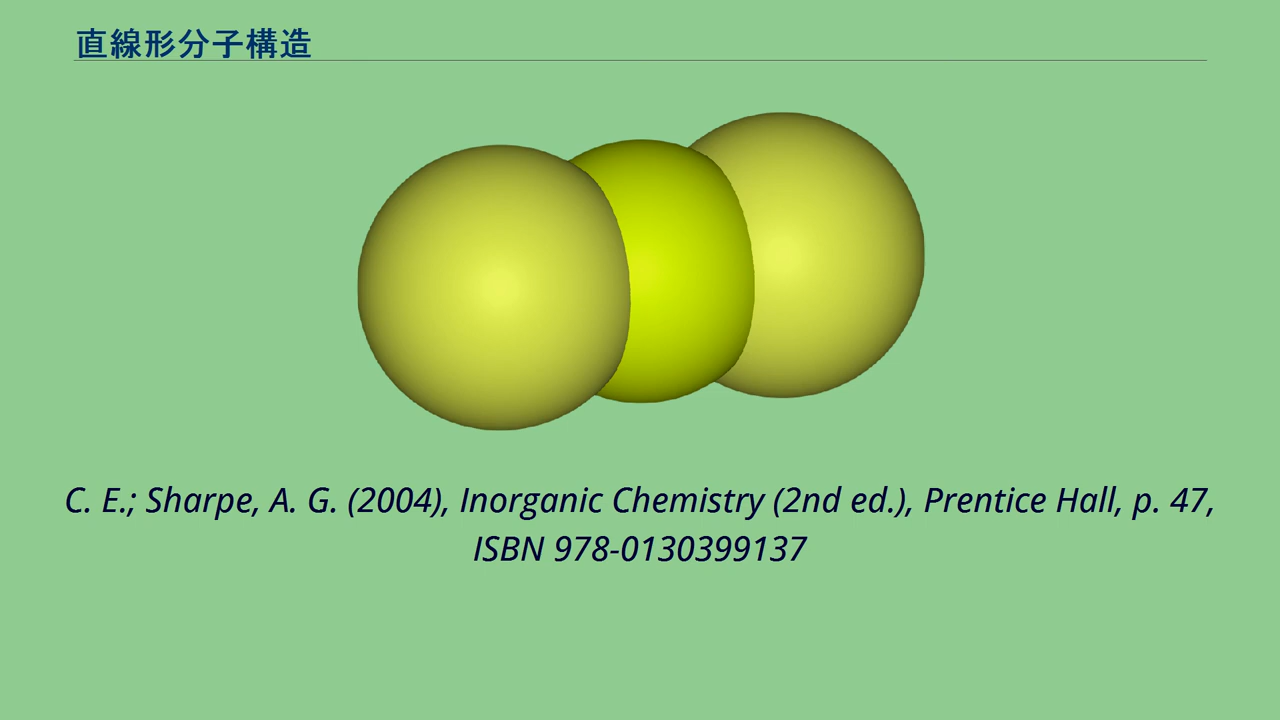 直線形分子構造
C. E.; Sharpe, A. G. (2004), Inorganic Chemistry (2nd ed.), Prentice Hall, p. 47,
ISBN 978-0130399137